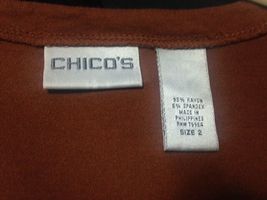 CHICO'S
95% RAYON
5% SPANDEX
MADE IN
PHILIPPINES
SIZE 2